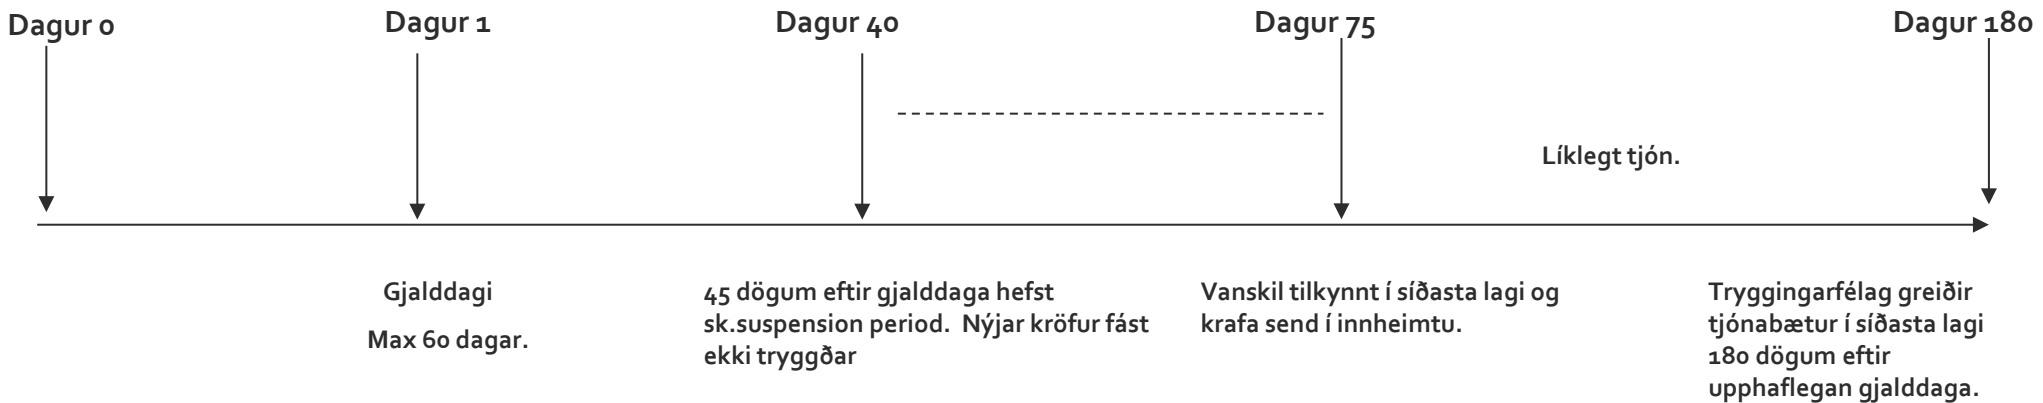 Dagur 0
Dagur 1
Dagur 40
Dagur 75
Dagur 180
Líklegt tjón.
Gjalddagi
Max 60 dagar.
45 dögum eftir gjalddaga hefst
sk.suspension period.  Nýjar kröfur fást
ekki tryggðar
Vanskil tilkynnt í síðasta lagi og
krafa send í innheimtu.
Tryggingarfélag greiðir
tjónabætur í síðasta lagi
180 dögum eftir
upphaflegan gjalddaga.